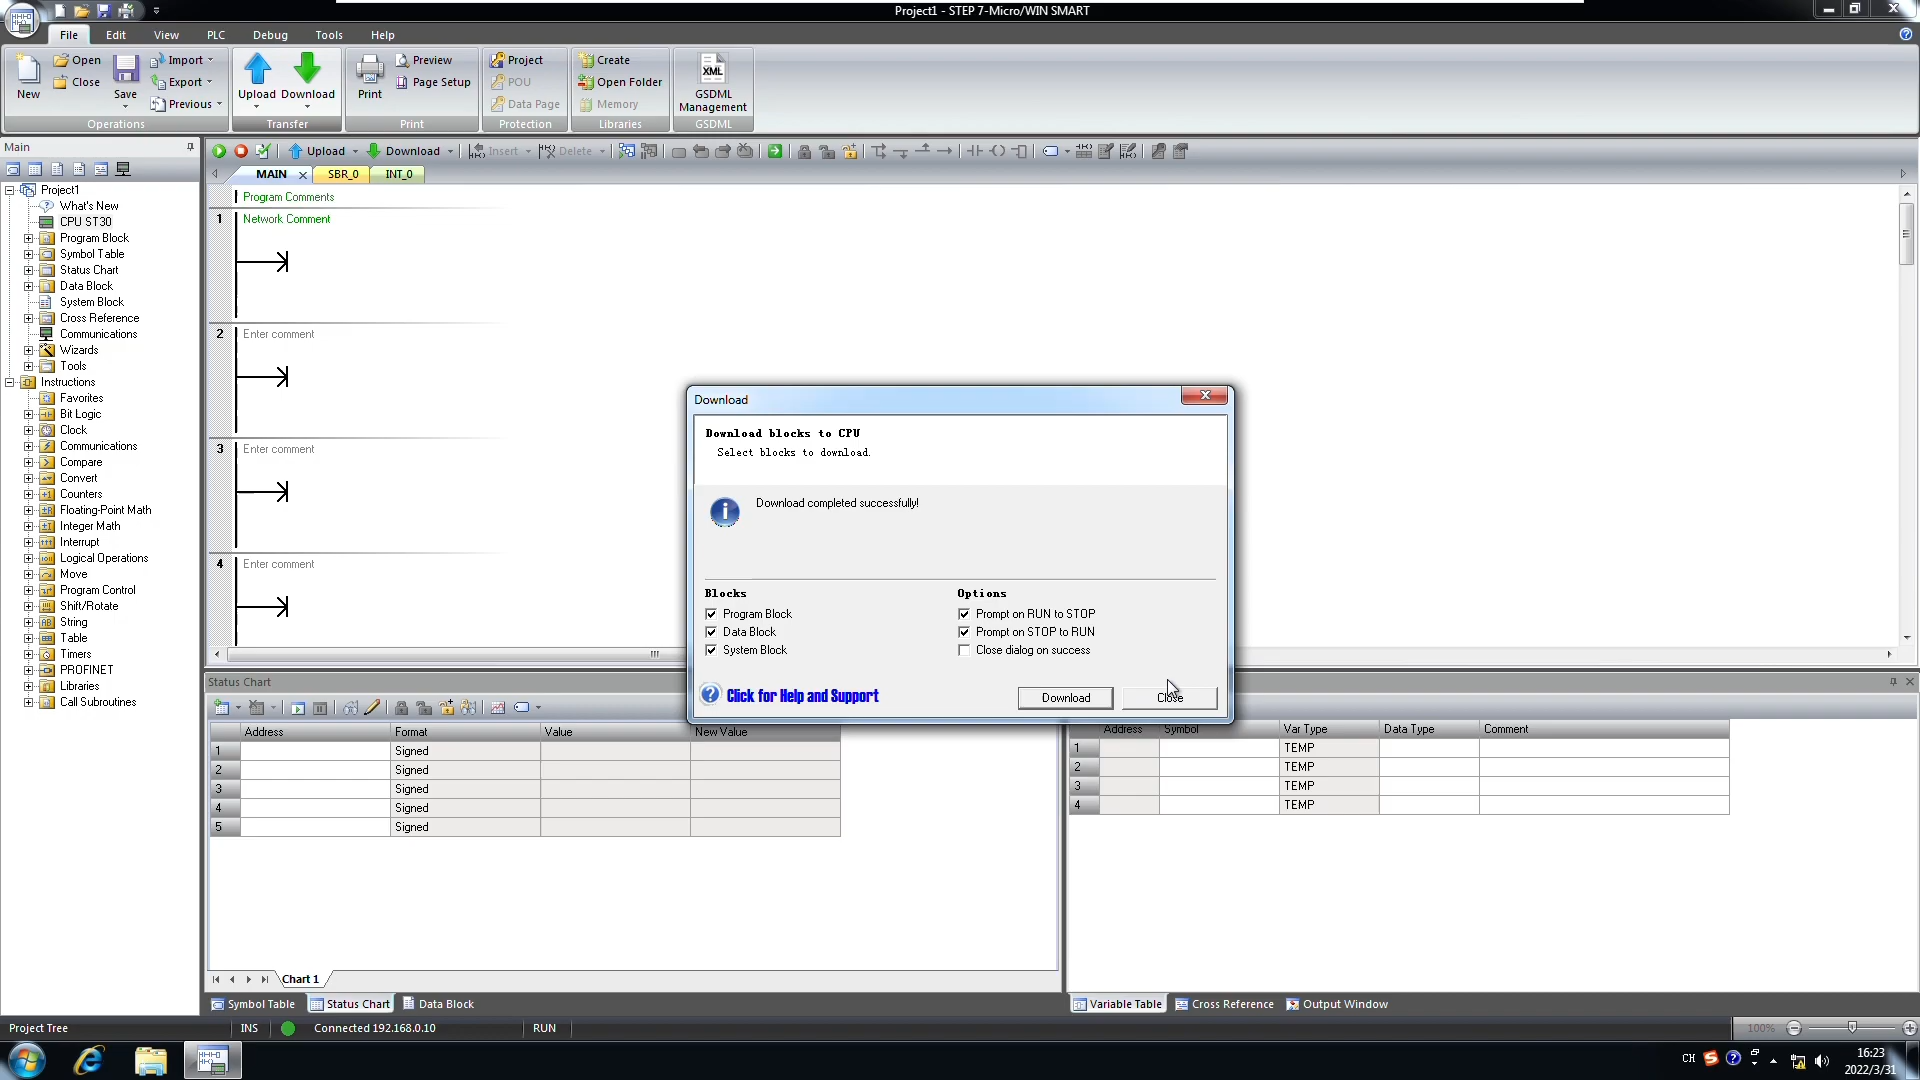 Project1 - STEP 7-Micro/WIN SMART
File Edit View PLC Debug Tools Help
New
Open
Close
Save
Import
Export
Previous
Operations
Upload
Download
Transfer
Print
Preview
Page Setup
Print
Project
POU
Data Page
Protection
Create
Open Folder
Memory
Libraries
XML
GSDML
Management
GSDML
Main
Upload Download Insert Delete
MAIN SBR_0 INT_0
Project1
What's New
CPU ST30
Program Block
Symbol Table
Status Chart
Data Block
System Block
Cross Reference
Communications
Wizards
Tools
Instructions
Favorites
Bit Logic
Clock
Communications
Compare
Convert
Counters
Floating-Point Math
Integer Math
Interrupt
Logical Operations
Move
Program Control
Shift/Rotate
String
Table
Timers
PROFINET
Libraries
Call Subroutines
Program Comments
1 Network Comment
2 Enter comment
3 Enter comment
4 Enter comment
Download
Download blocks to CPU
Select blocks to download.
Download completed successfully!
Blocks
Program Block
Data Block
System Block
Options
Prompt on RUN to STOP
Prompt on STOP to RUN
Close dialog on success
Click for Help and Support
Download
Close
Status Chart
Address Format Value New Value
1 Signed
2 Signed
3 Signed
4 Signed
5 Signed
Chart 1
Symbol Table Status Chart Data Block
Address Symbol Var Type Data Type Comment
1 TEMP
2 TEMP
3 TEMP
4 TEMP
Variable Table Cross Reference Output Window
Project Tree INS Connected 192.168.0.10 RUN
100%
CH
16:23
2022/3/31